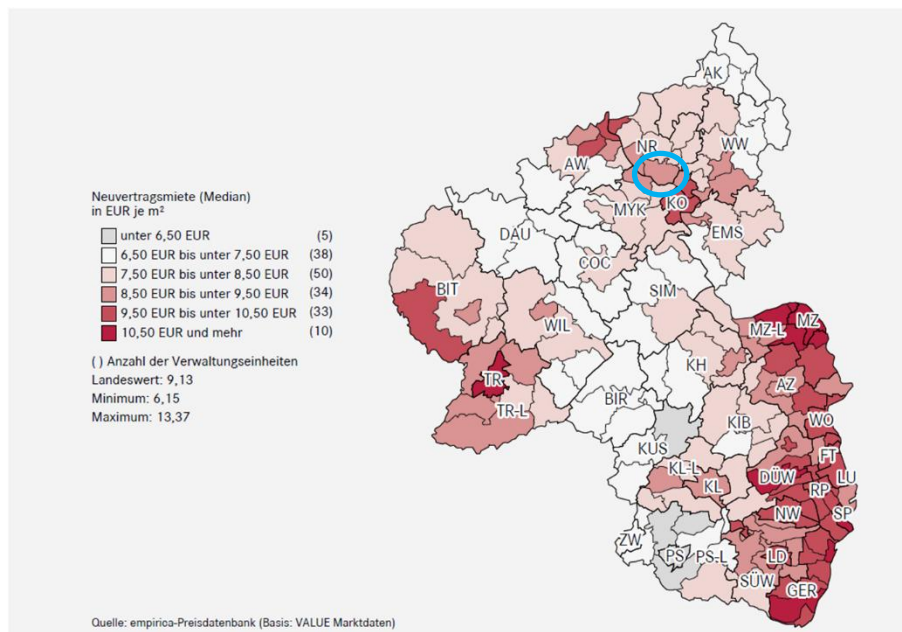 Neuvertragsmiete (Median)
in EUR je m²
unter 6,50 EUR (5)
6,50 EUR bis unter 7,50 EUR (38)
7,50 EUR bis unter 8,50 EUR (50)
8,50 EUR bis unter 9,50 EUR (34)
9,50 EUR bis unter 10,50 EUR (33)
10,50 EUR und mehr (10)
( ) Anzahl der Verwaltungseinheiten
Landeswert: 9,13
Minimum: 6,15
Maximum: 13,37
AK
NR
WW
AW
KO
MYK
DAU
EMS
COC
BIT
SIM
WIL
MZ-L
MZ
KH
TR
AZ
TR-L
BIR
KIB
WO
KUS
FT
KL-L
DÜW
LU
KL
RP
NW
SP
ZW
PS
PS-L
LD
SÜW
GER
Quelle: empirica-Preisdatenbank (Basis: VALUE Marktdaten)